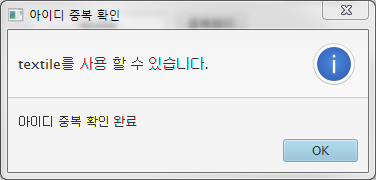 아이디 중복 확인
textile를 사용 할 수 있습니다.
아이디 중복 확인 완료
OK